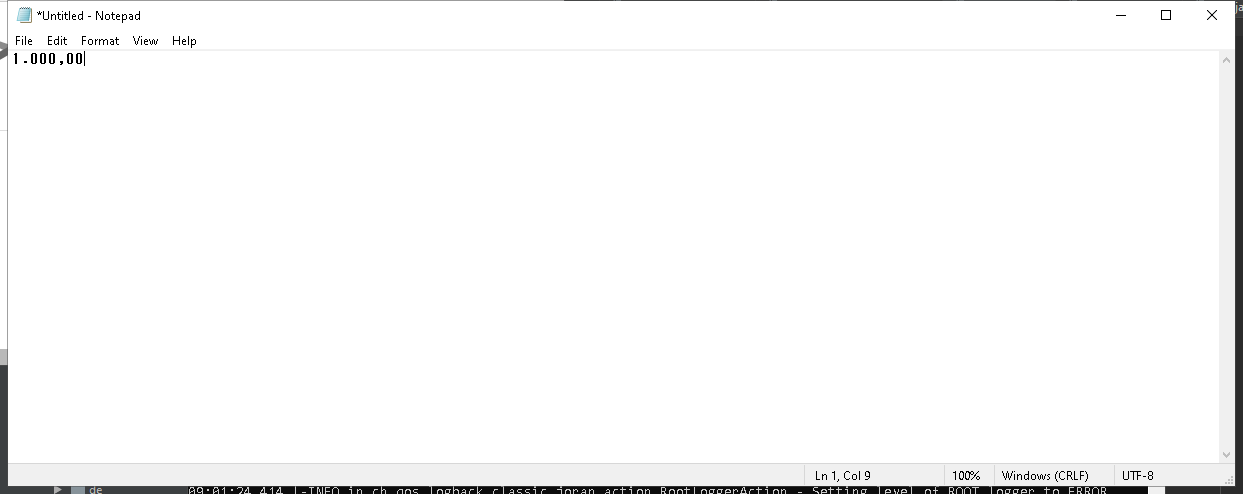 *Untitled - Notepad
File Edit Format View Help
1.000,00
Ln 1, Col 9 100% Windows (CRLF) UTF-8
de 09:01:24,414 |-INFO in ch.qos.logback.classic.joran.action.RootLoggerAction - Setting level of ROOT logger to ERROR